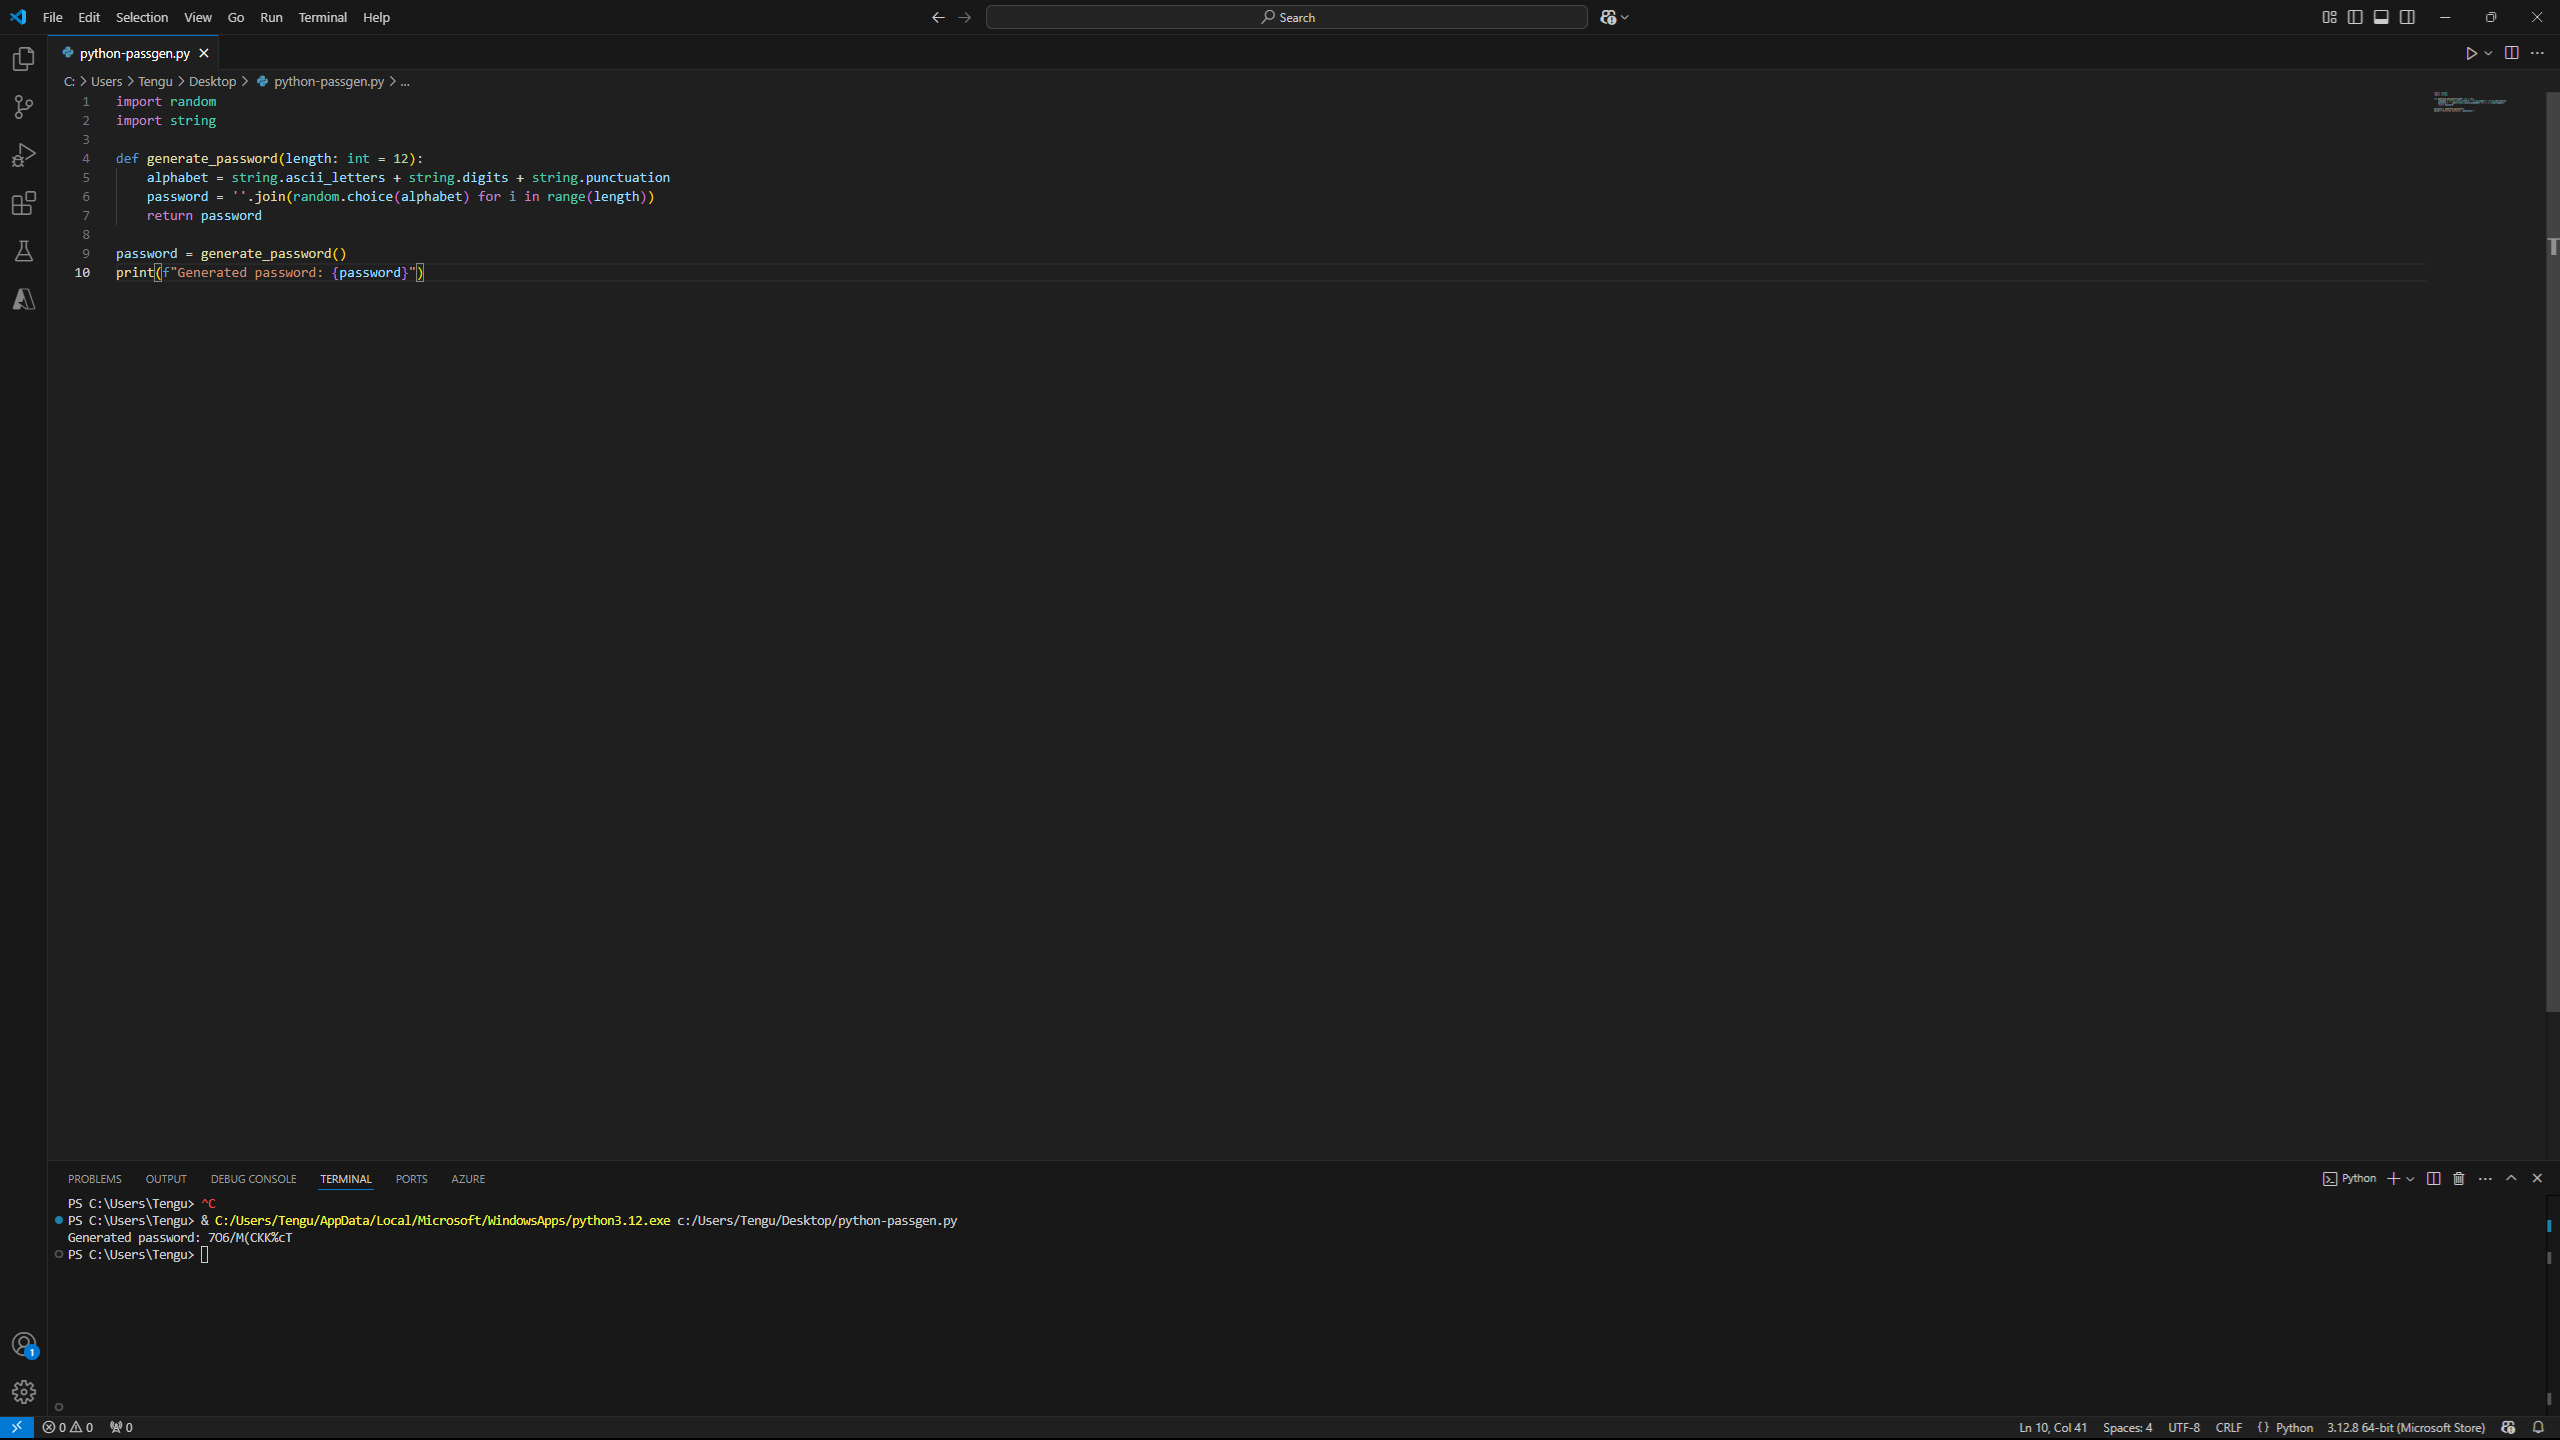 File Edit Selection View Go Run Terminal Help Search
python-passgen.py
C: > Users > Tengu > Desktop > python-passgen.py > ...
1 import random
2 import string
3
4 def generate_password(length: int = 12):
5     alphabet = string.ascii_letters + string.digits + string.punctuation
6     password = ''.join(random.choice(alphabet) for i in range(length))
7     return password
8
9 password = generate_password()
10 print(f"Generated password: {password}")
PROBLEMS OUTPUT DEBUG CONSOLE TERMINAL PORTS AZURE Python
PS C:\Users\Tengu> ^C
PS C:\Users\Tengu> & C:/Users/Tengu/AppData/Local/Microsoft/WindowsApps/python3.12.exe c:/Users/Tengu/Desktop/python-passgen.py
Generated password: 7O6/M(CKK%cT
PS C:\Users\Tengu>
1
0 0 0 Ln 10, Col 41 Spaces: 4 UTF-8 CRLF {} Python 3.12.8 64-bit (Microsoft Store)